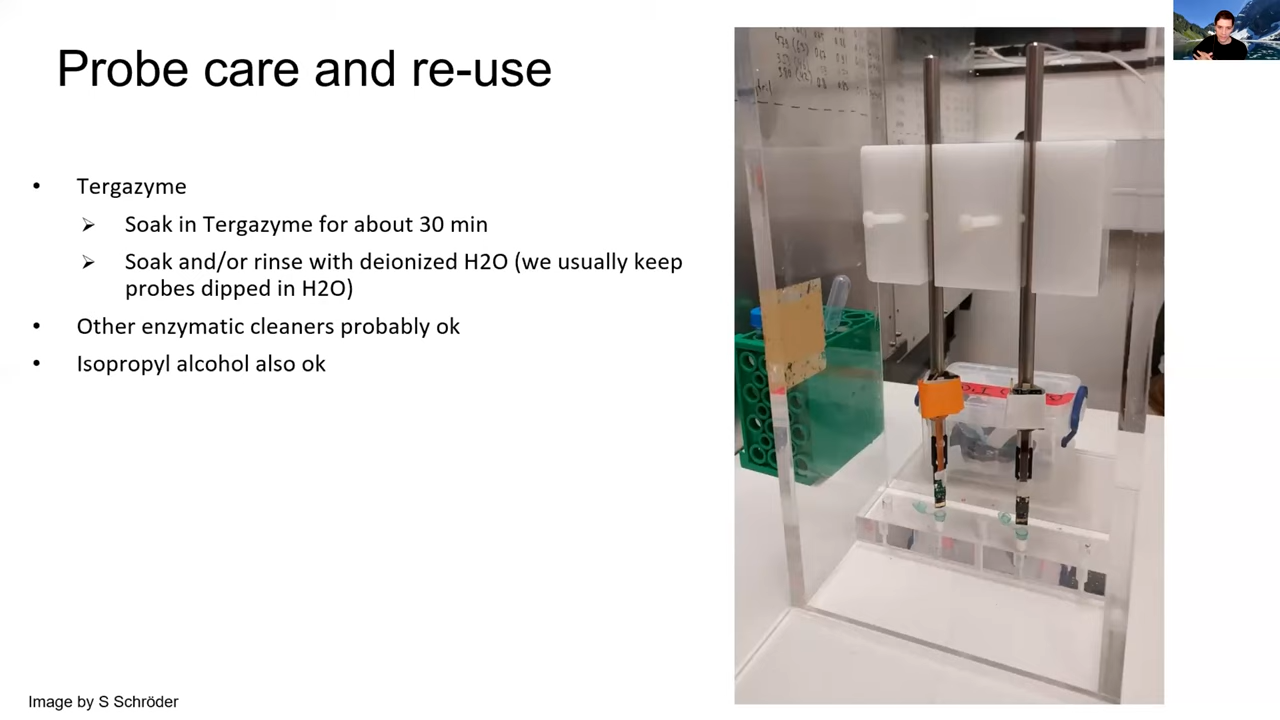 Probe care and re-use
• Tergazyme
➢ Soak in Tergazyme for about 30 min
➢ Soak and/or rinse with deionized H2O (we usually keep
probes dipped in H2O)
• Other enzymatic cleaners probably ok
• Isopropyl alcohol also ok
Image by S Schröder